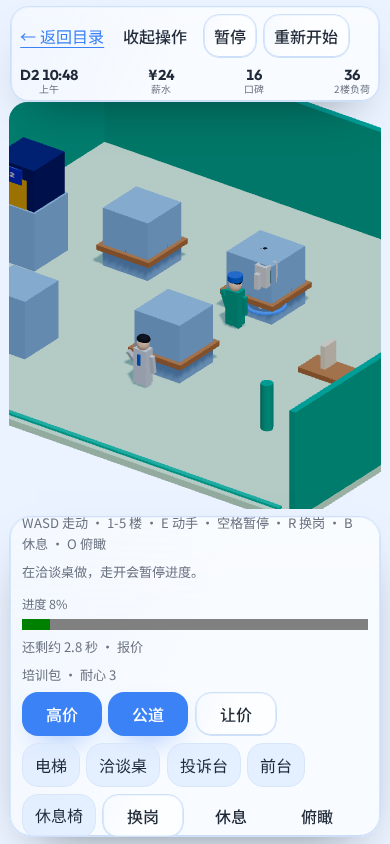 ← 返回目录 收起操作 暂停 重新开始
D2 10:48 ¥24 16 36
上午 薪水 口碑 2楼负荷
WASD 走动 • 1-5 楼 • E 动手 • 空格暂停 • R 换岗 • B
休息 • O 俯瞰
在洽谈桌做，走开会暂停进度。
进度 8%
还剩约 2.8 秒 • 报价
培训包 • 耐心 3
高价 公道 让价
电梯 洽谈桌 投诉台 前台
休息椅 换岗 休息 俯瞰